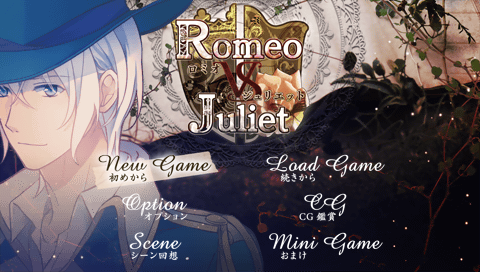 Romeo
ロミオ
VS
ジュリエット
Juliet
New Game
初めから
Load Game
続きから
Option
オプション
CG
CG 鑑賞
Scene
シーン回想
Mini Game
おまけ